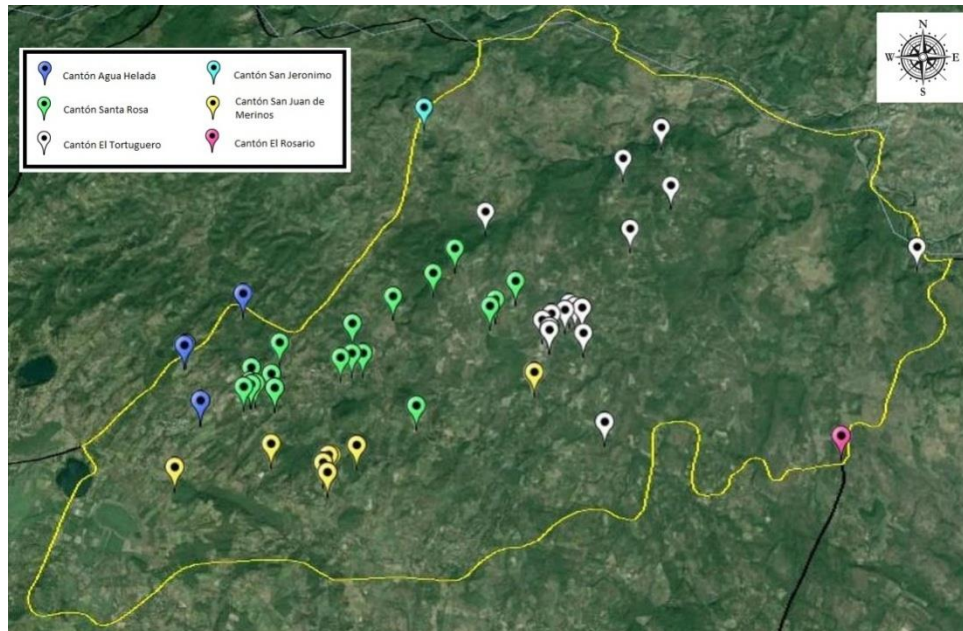 N
W E
S
Cantón Agua Helada
Cantón San Jeronimo
Cantón Santa Rosa
Cantón San Juan de
Merinos
Cantón El Tortuguero
Cantón El Rosario